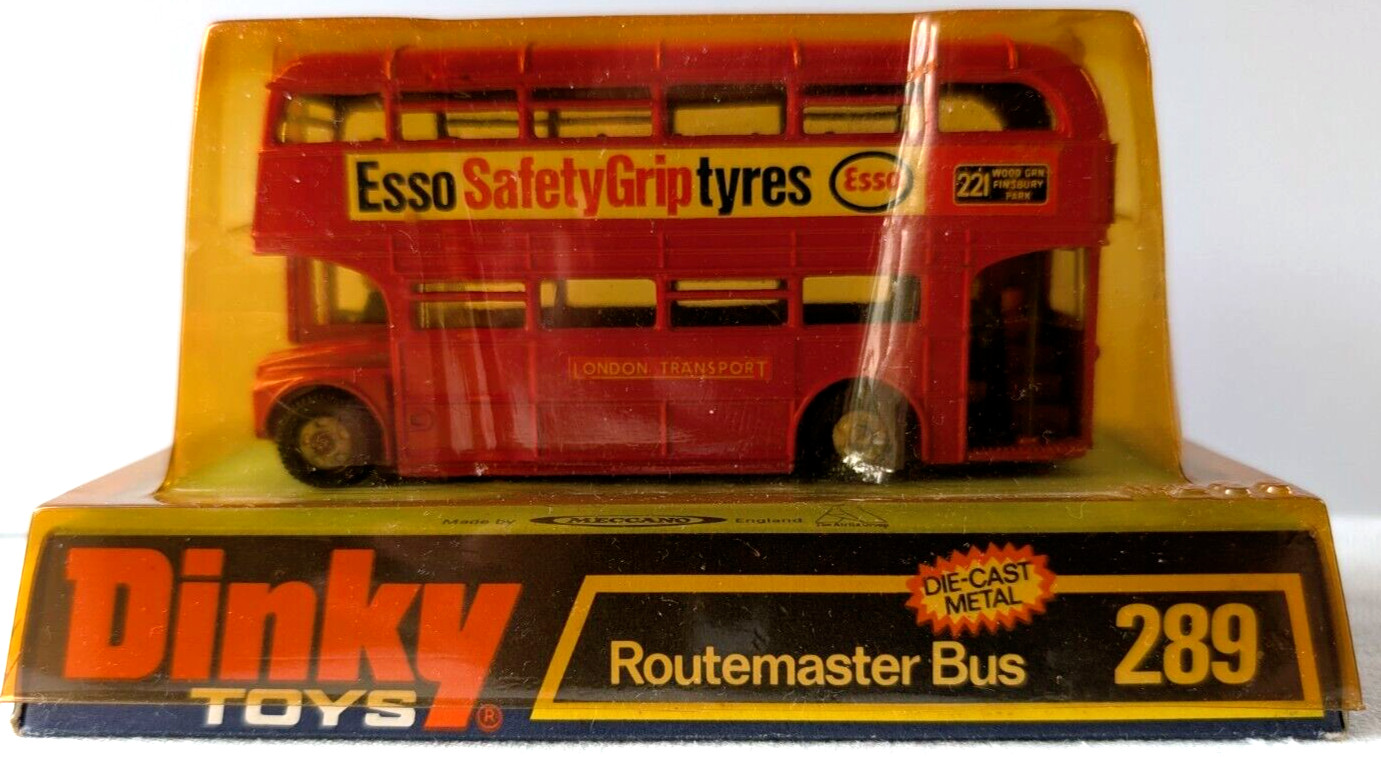 Esso SafetyGrip tyres Esso
221 WOOD GRN
FINSBURY
PARK
LONDON TRANSPORT
Made by MECCANO England
Dinky
TOYS®
DIE-CAST
METAL
Routemaster Bus
289